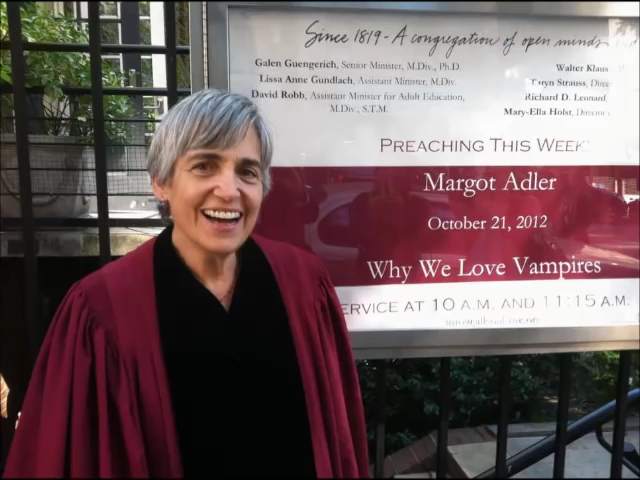 Since 1819 - A congregation of open minds
Galen Guengerich, Senior Minister, M.Div., Ph.D.
Lissa Anne Gundlach, Assistant Minister, M.Div.
David Robb, Assistant Minister for Adult Education,
M.Div., S.T.M.
Walter Klaus
Taryn Strauss,
Richard D. Leonard,
Mary-Ella Holst,
PREACHING THIS WEEK:
Margot Adler
October 21, 2012
Why We Love Vampires
SERVICE AT 10 A.M. AND 11:15 A.M.